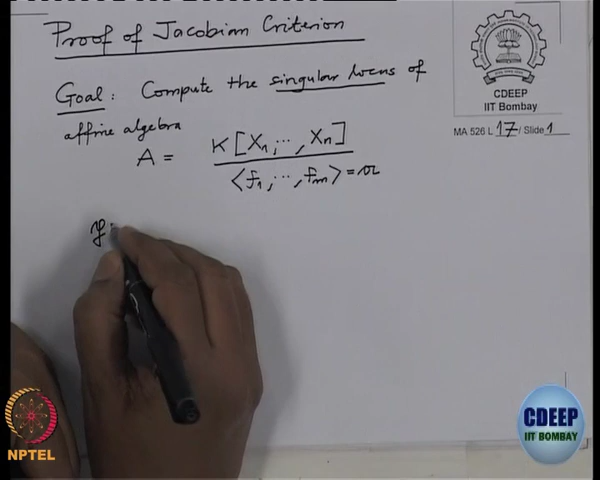 Proof of Jacobian Criterion
Goal: Compute the singular locus of
affine algebra
A = K[X₁, ⋯, Xₙ]
⟨f₁, ⋯, fₘ⟩ = 𝔞
CDEEP
IIT Bombay
MA 526 L 17 / Slide 1
NPTEL
CDEEP
IIT BOMBAY